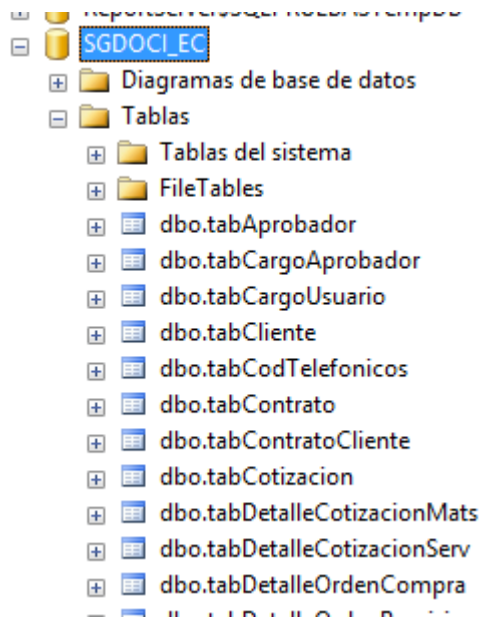 SGDOCI_EC
Diagramas de base de datos
Tablas
Tablas del sistema
FileTables
dbo.tabAprobador
dbo.tabCargoAprobador
dbo.tabCargoUsuario
dbo.tabCliente
dbo.tabCodTelefonicos
dbo.tabContrato
dbo.tabContratoCliente
dbo.tabCotizacion
dbo.tabDetalleCotizacionMats
dbo.tabDetalleCotizacionServ
dbo.tabDetalleOrdenCompra